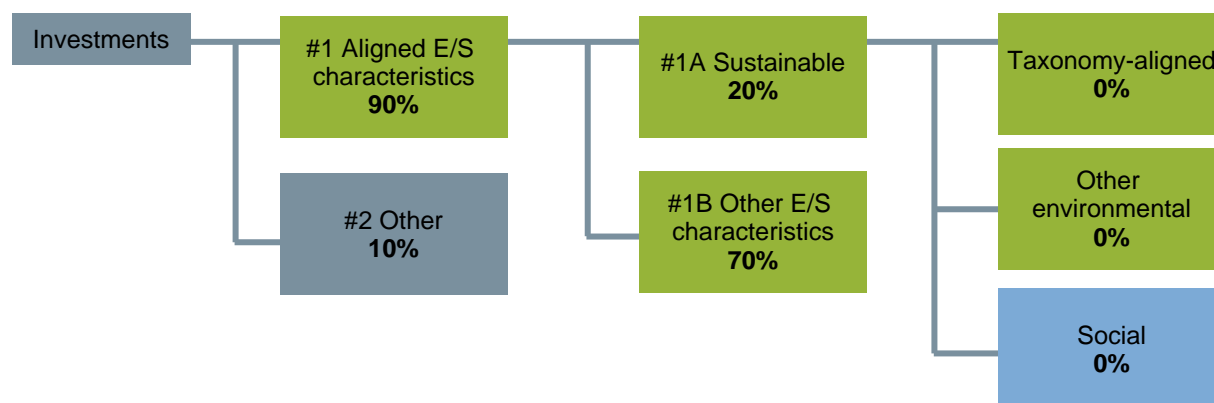 Investments
#1 Aligned E/S
characteristics
90%
#2 Other
10%
#1A Sustainable
20%
#1B Other E/S
characteristics
70%
Taxonomy-aligned
0%
Other
environmental
0%
Social
0%